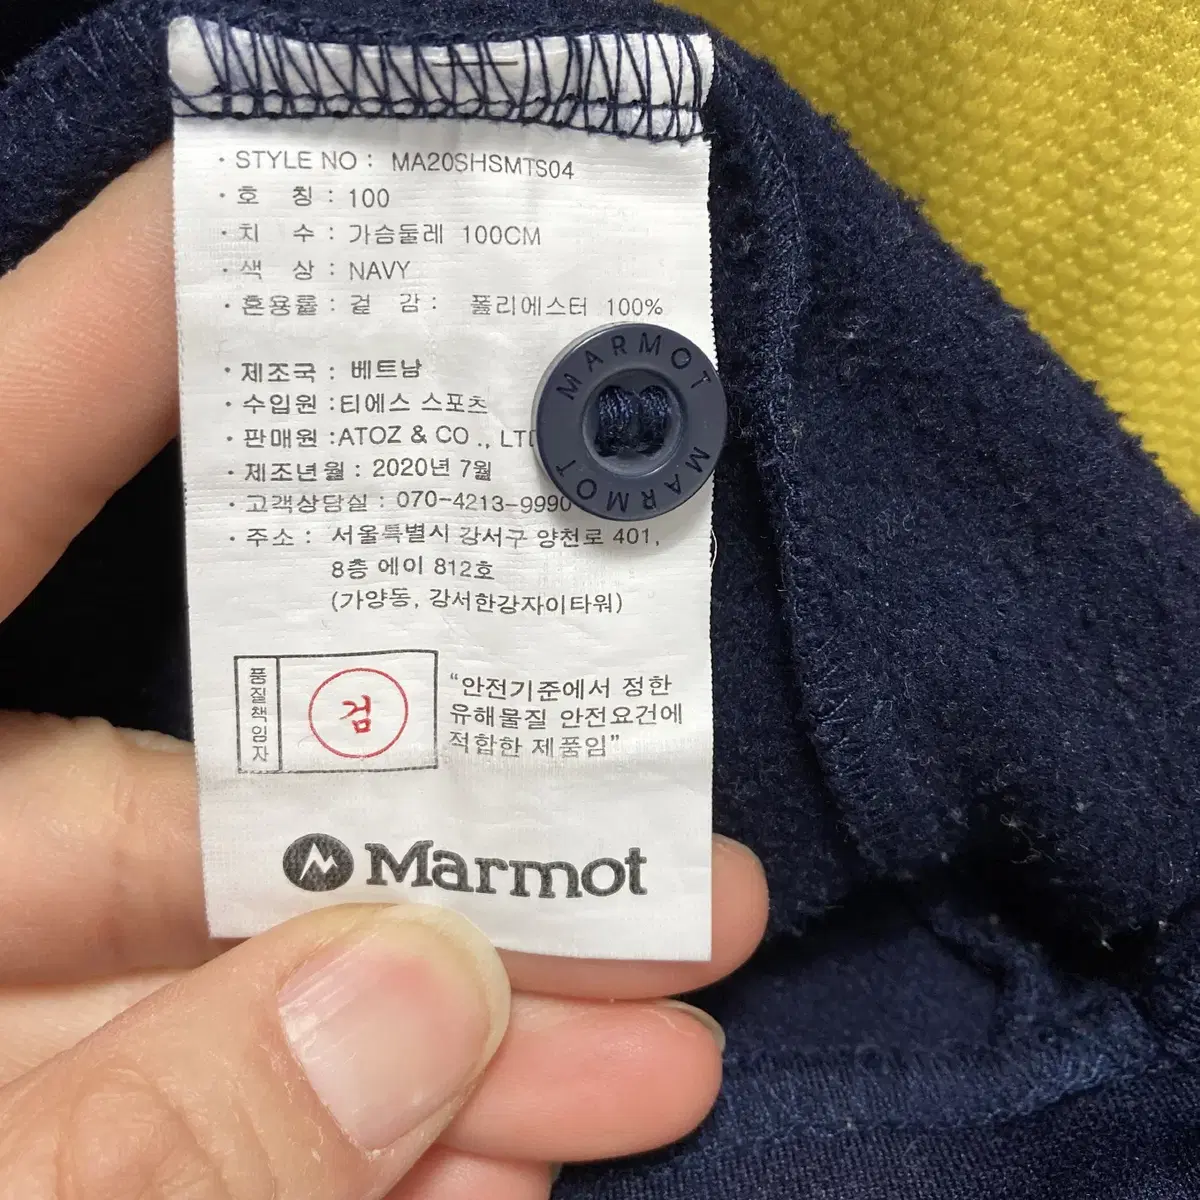 · STYLE NO : MA20SHSMTS04
· 호 칭 : 100
· 치 수 : 가슴둘레 100CM
· 색 상 : NAVY
· 혼용률 : 겉 감 : 폴리에스터 100%
· 제조국 : 베트남
· 수입원 : 티에스 스포츠
· 판매원 : ATOZ & CO .,
· 제조년월 : 2020년 7월
· 고객상담실 : 070-4213-9990
· 주소 : 서울특별시 강서구 양천로 401,
8층 에이 812호
(가양동, 강서한강자이타워)
MARMOT MARMOT
품질책임자
검
“안전기준에서 정한
유해물질 안전요건에
적합한 제품임”
Marmot